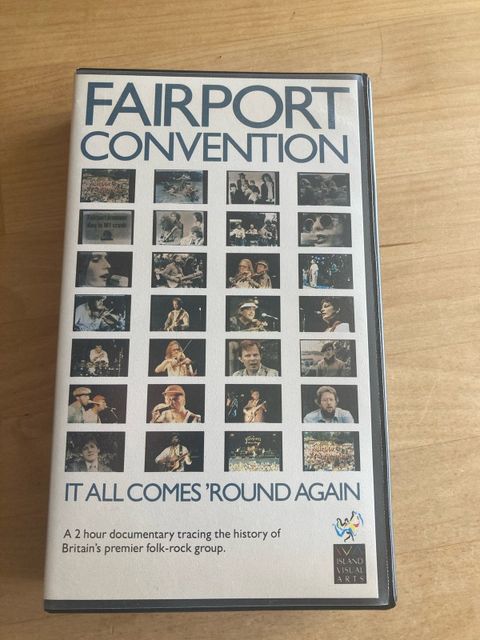 FAIRPORT
CONVENTION
IT ALL COMES 'ROUND AGAIN
A 2 hour documentary tracing the history of
Britain's premier folk-rock group.
ISLAND
VISUAL
ARTS